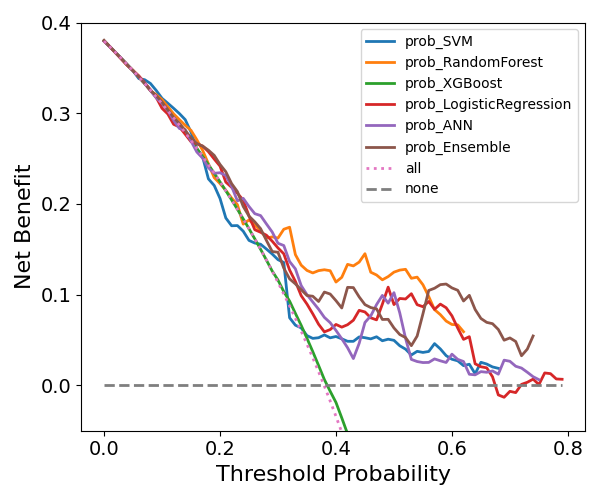 0.4
0.3
0.2
0.1
0.0
Net Benefit
prob_SVM
prob_RandomForest
prob_XGBoost
prob_LogisticRegression
prob_ANN
prob_Ensemble
all
none
0.0 0.2 0.4 0.6 0.8
Threshold Probability